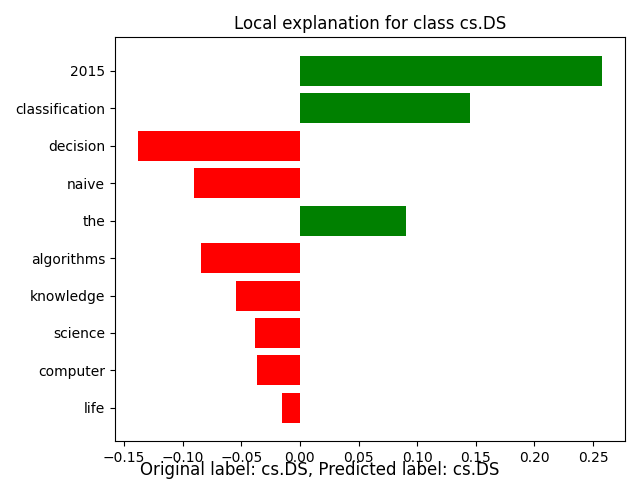 Local explanation for class cs.DS
2015
classification
decision
naive
the
algorithms
knowledge
science
computer
life
−0.15 −0.10 −0.05 0.00 0.05 0.10 0.15 0.20 0.25
Original label: cs.DS, Predicted label: cs.DS